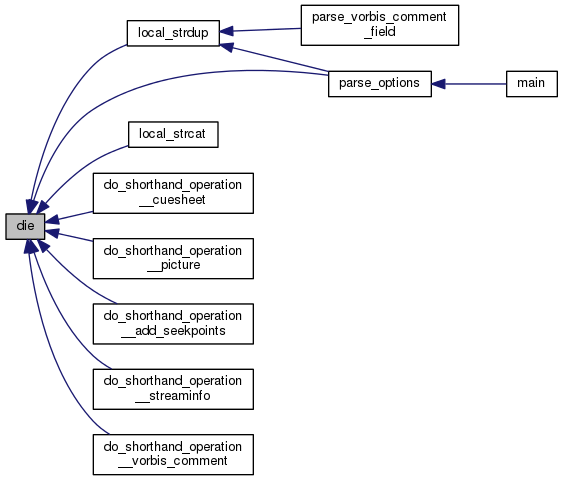 parse_vorbis_comment
_field
local_strdup
parse_options
main
local_strcat
do_shorthand_operation
__cuesheet
die
do_shorthand_operation
__picture
do_shorthand_operation
__add_seekpoints
do_shorthand_operation
__streaminfo
do_shorthand_operation
__vorbis_comment